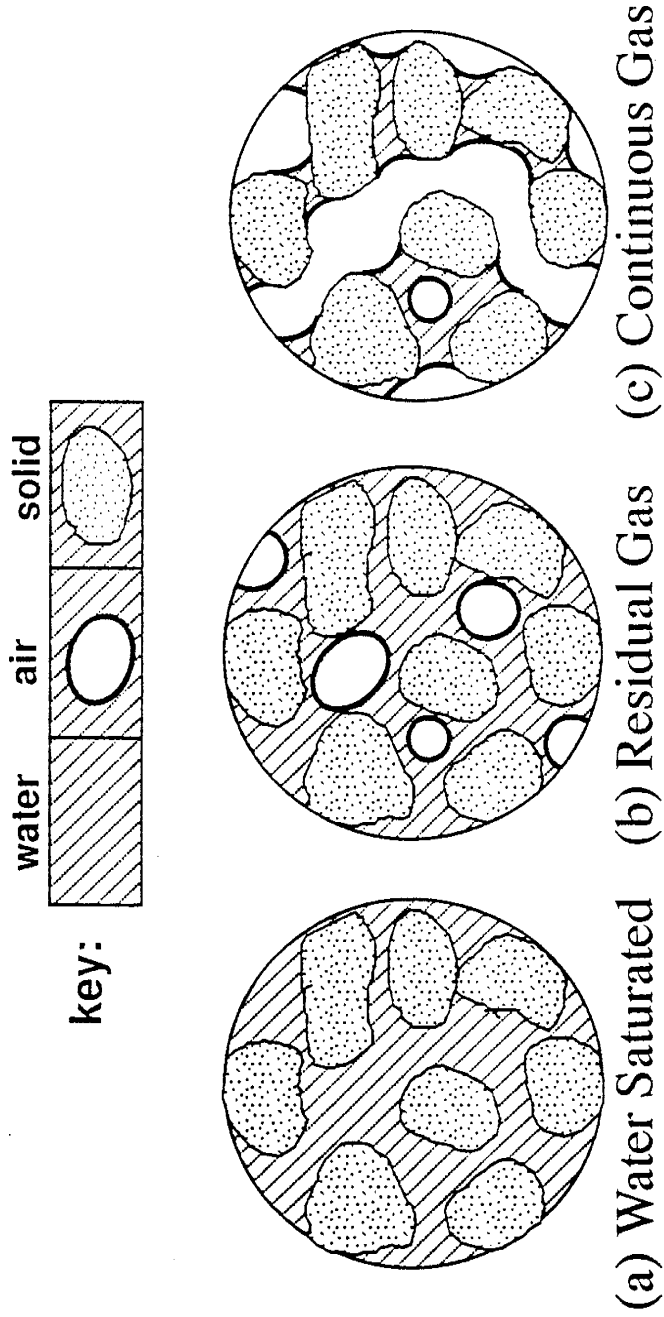 key:
water air solid
(a) Water Saturated (b) Residual Gas (c) Continuous Gas